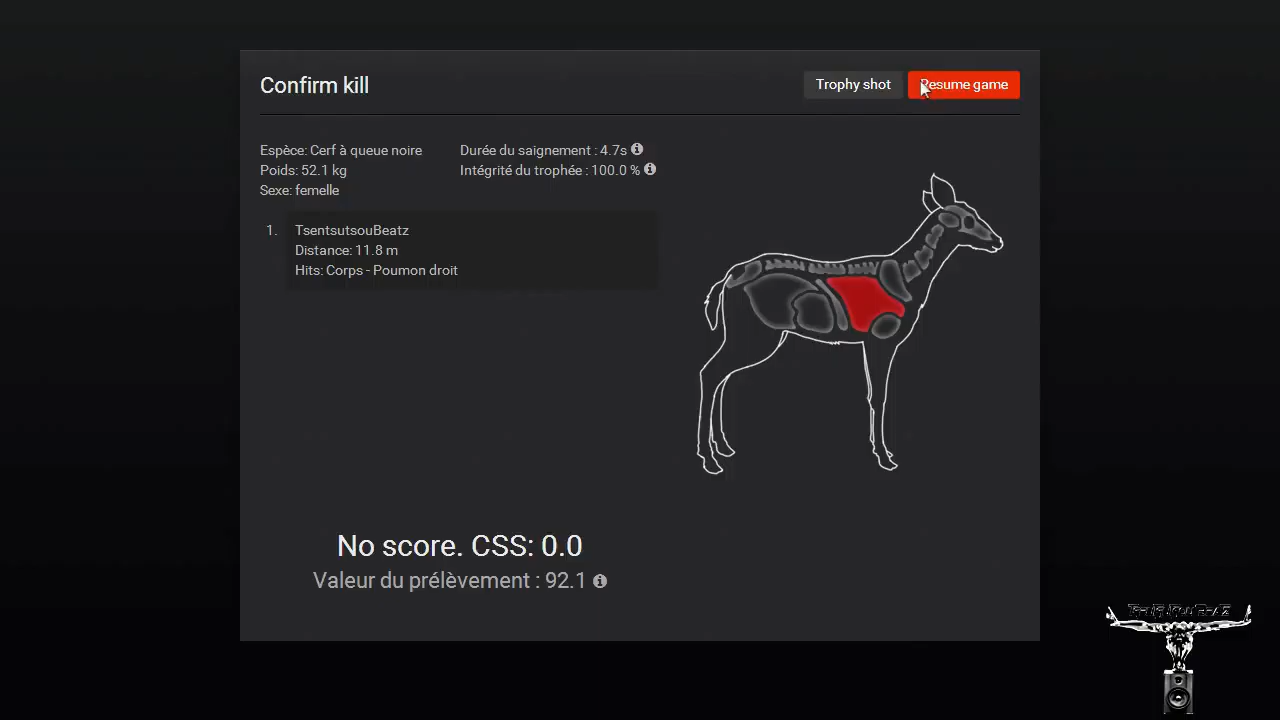 Confirm kill
Trophy shot
Resume game
Espèce: Cerf à queue noire
Poids: 52.1 kg
Sexe: femelle
Durée du saignement : 4.7s
Intégrité du trophée : 100.0 %
1.
TsentsutsouBeatz
Distance: 11.8 m
Hits: Corps - Poumon droit
No score. CSS: 0.0
Valeur du prélèvement : 92.1